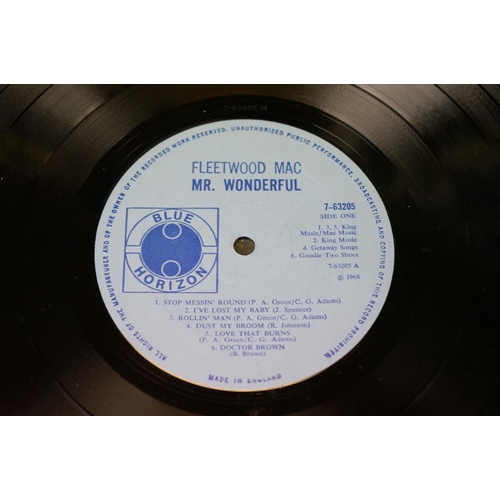 7-63205 A
ALL RIGHTS OF THE MANUFACTURER AND OF THE OWNER OF THE RECORDED WORK RESERVED. UNAUTHORIZED PUBLIC PERFORMANCE, BROADCASTING AND COPYING OF THIS RECORD PROHIBITED
FLEETWOOD MAC
MR. WONDERFUL
BLUE
HORIZON
7-63205
SIDE ONE
1, 3, 5. King
Music/Mac Music
2. King Music
4. Getaway Songs
6. Goodie Two Shoes
7-63205 A
℗ 1968
1. STOP MESSIN' ROUND (P. A. Green/C. G. Adams)
2. I'VE LOST MY BABY (J. Spencer)
3. ROLLIN' MAN (P. A. Green/C. G. Adams)
4. DUST MY BROOM (R. Johnson)
5. LOVE THAT BURNS
(P. A. Green/C. G. Adams)
6. DOCTOR BROWN
(B. Brown)
MADE IN ENGLAND